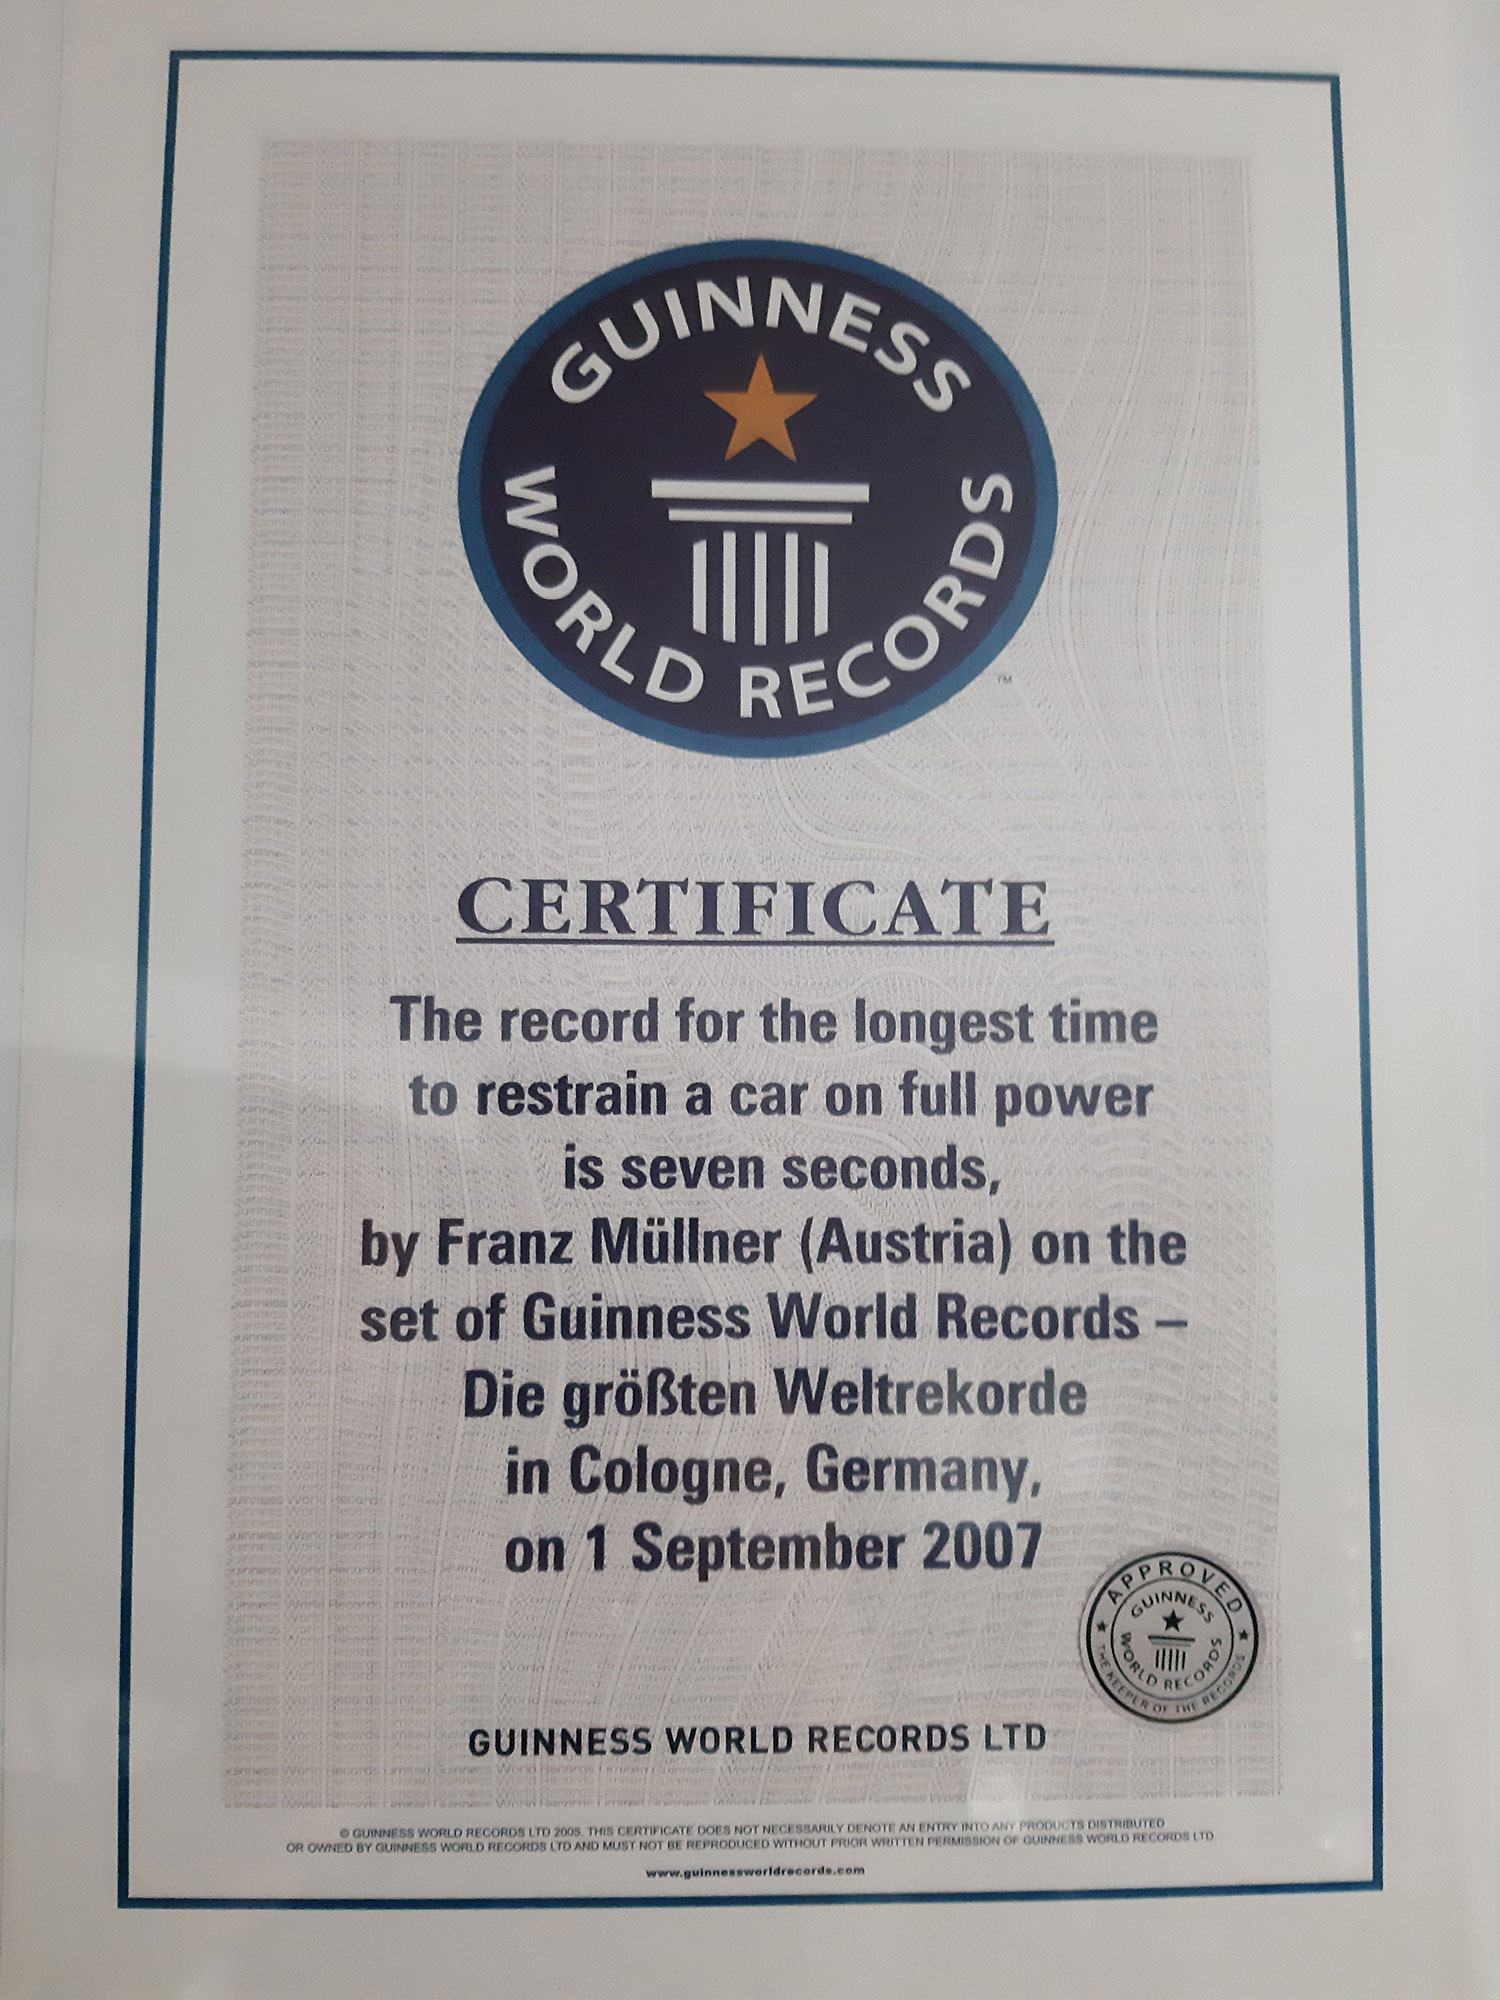 GUINNESS
WORLD RECORDS
™
CERTIFICATE
The record for the longest time
to restrain a car on full power
is seven seconds,
by Franz Müllner (Austria) on the
set of Guinness World Records –
Die größten Weltrekorde
in Cologne, Germany,
on 1 September 2007
APPROVED
GUINNESS
WORLD RECORDS
THE KEEPER OF THE RECORDS
GUINNESS WORLD RECORDS LTD
© GUINNESS WORLD RECORDS LTD 2005. THIS CERTIFICATE DOES NOT NECESSARILY DENOTE AN ENTRY INTO ANY PRODUCTS DISTRIBUTED
OR OWNED BY GUINNESS WORLD RECORDS LTD AND MUST NOT BE REPRODUCED WITHOUT PRIOR WRITTEN PERMISSION OF GUINNESS WORLD RECORDS LTD
www.guinnessworldrecords.com